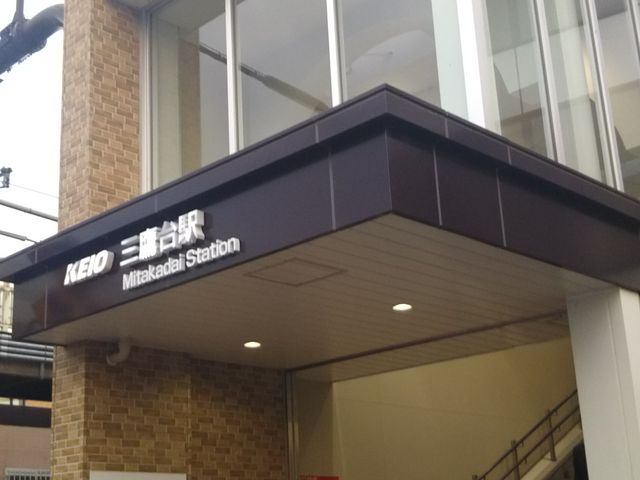 KEIO 三鷹台駅
Mitakadai Station